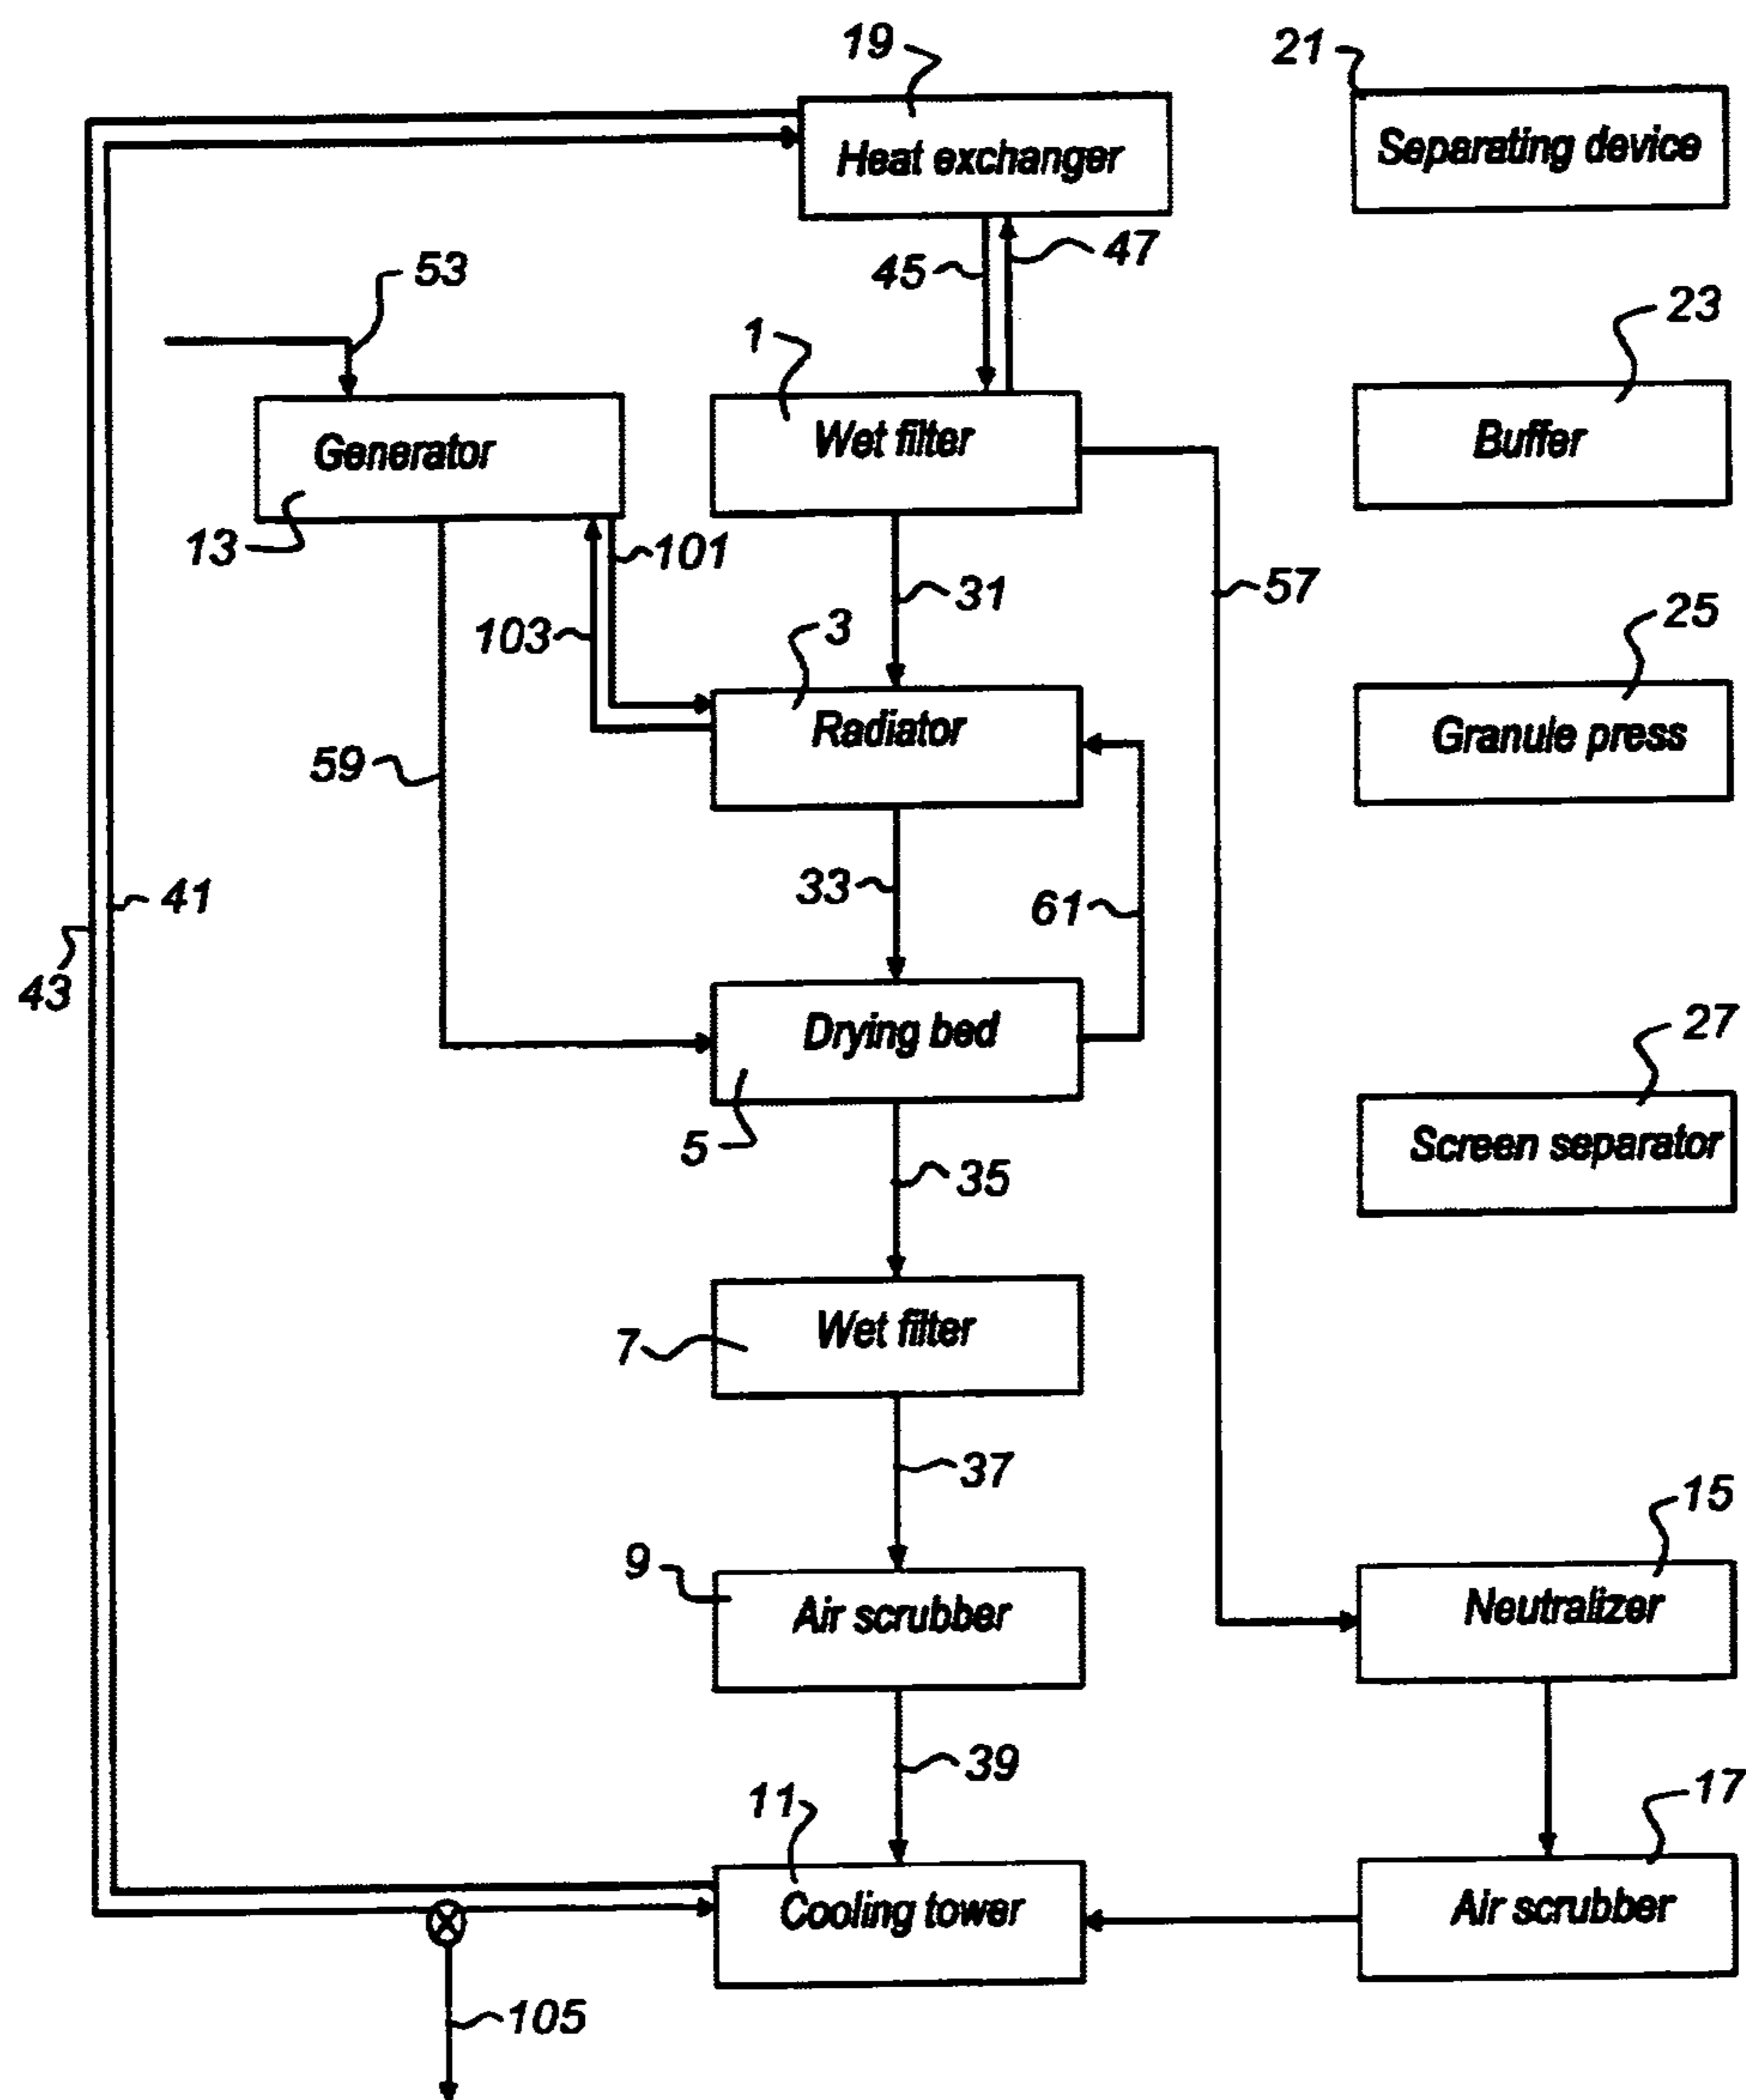 19
21
Heat exchanger
Separating device
45
47
53
1
23
Generator
Wet filter
Buffer
13
101
31
57
103
3
25
Radiator
Granule press
59
33
61
41
43
Drying bed
27
5
35
Screen separator
Wet filter
7
37
15
9
Air scrubber
Neutralizer
39
11
17
Cooling tower
Air scrubber
105